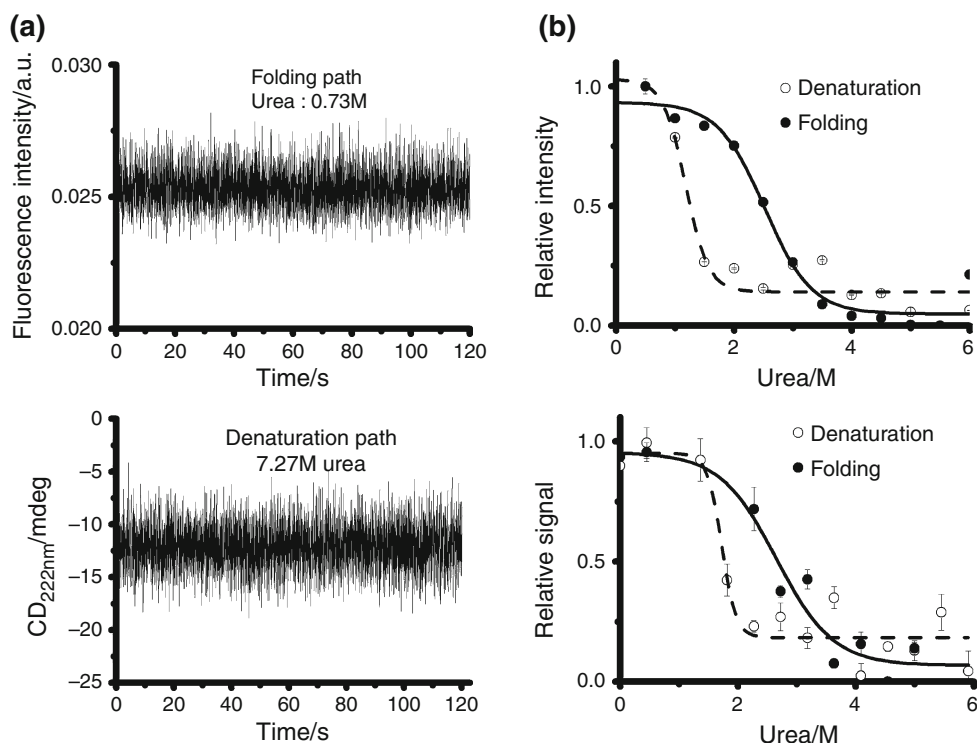 (a)
0.030
0.025
0.020
Fluorescence intensity/a.u.
Folding path
Urea : 0.73M
0 20 40 60 80 100 120
Time/s
(b)
1.0
0.5
0.0
Relative intensity
Denaturation
Folding
0 2 4 6
Urea/M
0
−5
−10
−15
−20
−25
CD222nm/mdeg
Denaturation path
7.27M urea
0 20 40 60 80 100 120
Time/s
1.0
0.5
0.0
Relative signal
Denaturation
Folding
0 2 4 6
Urea/M